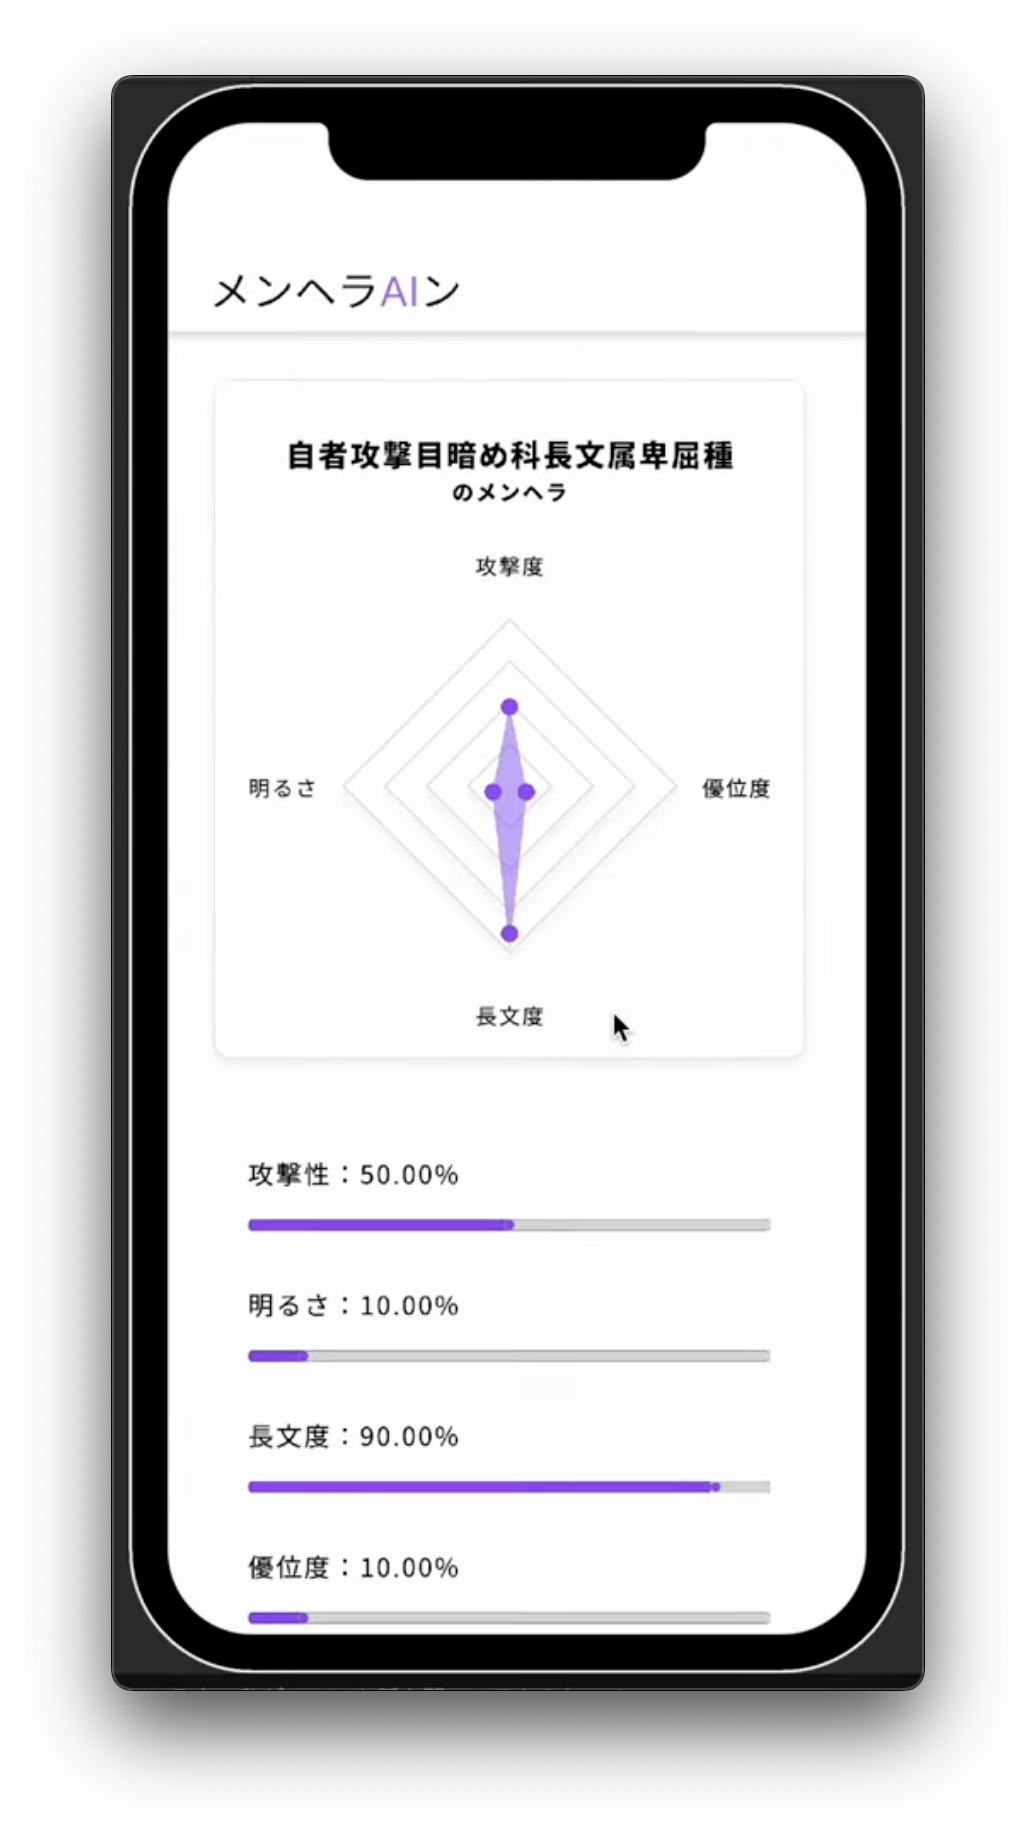 メンヘラAIン
自者攻撃目暗め科長文属卑屈種
のメンヘラ
攻撃度
明るさ
優位度
長文度
攻撃性：50.00%
明るさ：10.00%
長文度：90.00%
優位度：10.00%